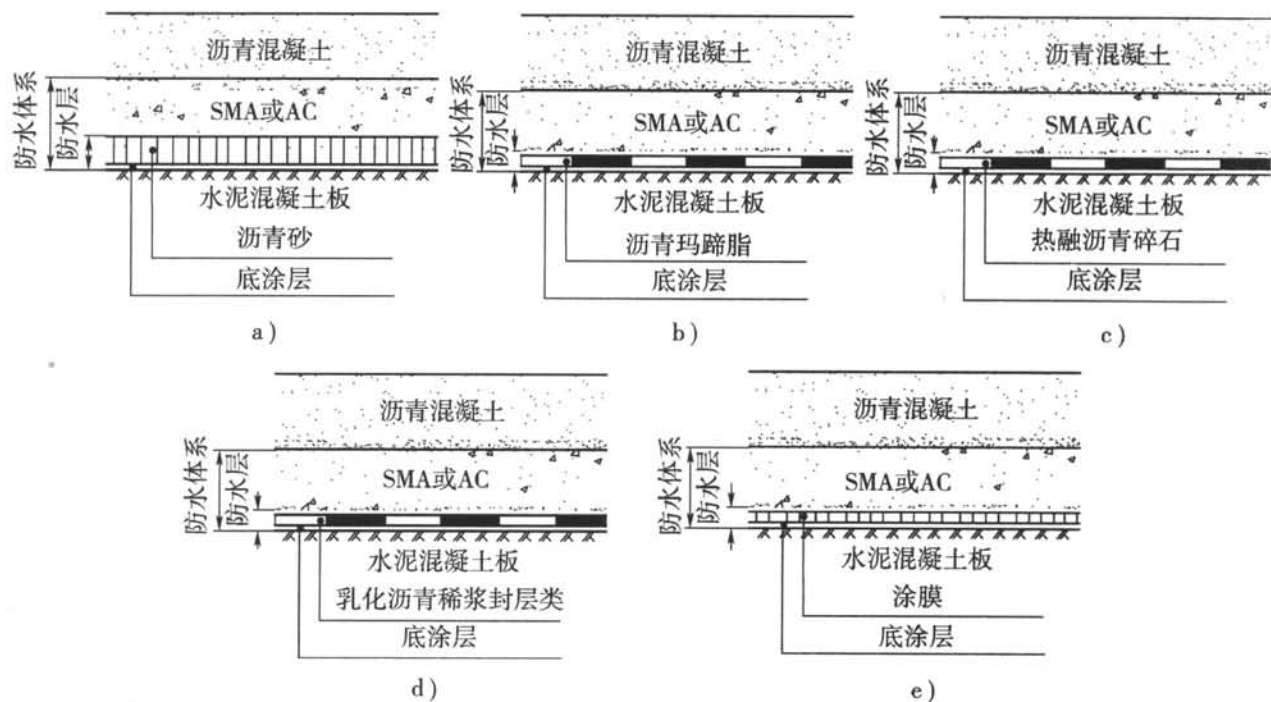 沥青混凝土
防水体系
防水层
SMA或AC
水泥混凝土板
沥青砂
底涂层
a)
沥青混凝土
防水体系
防水层
SMA或AC
水泥混凝土板
沥青玛蹄脂
底涂层
b)
沥青混凝土
防水体系
防水层
SMA或AC
水泥混凝土板
热融沥青碎石
底涂层
c)
沥青混凝土
防水体系
防水层
SMA或AC
水泥混凝土板
乳化沥青稀浆封层类
底涂层
d)
沥青混凝土
防水体系
防水层
SMA或AC
水泥混凝土板
涂膜
底涂层
e)